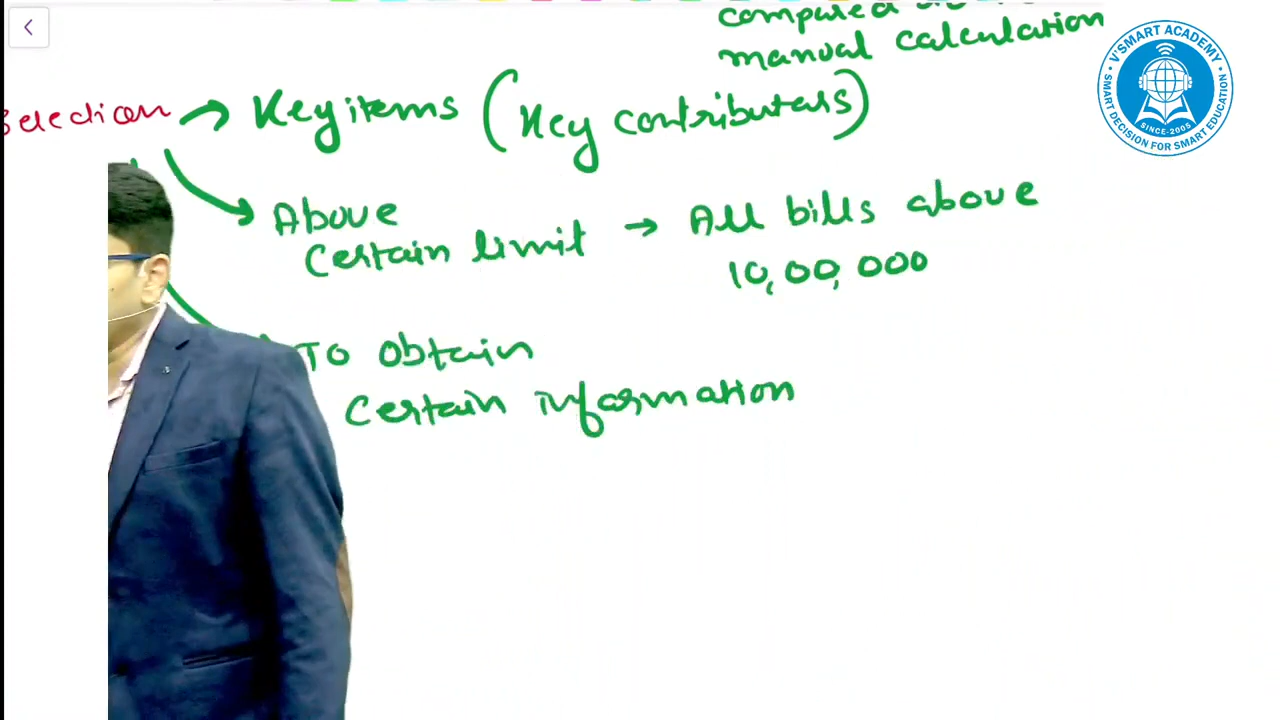 compared
manual calculation
Selection → Key items (Key contributers)
Above
Certain limit → All bills above
10,00,000
To obtain
Certain information
V'SMART ACADEMY
SINCE-2005
SMART DECISION FOR SMART EDUCATION